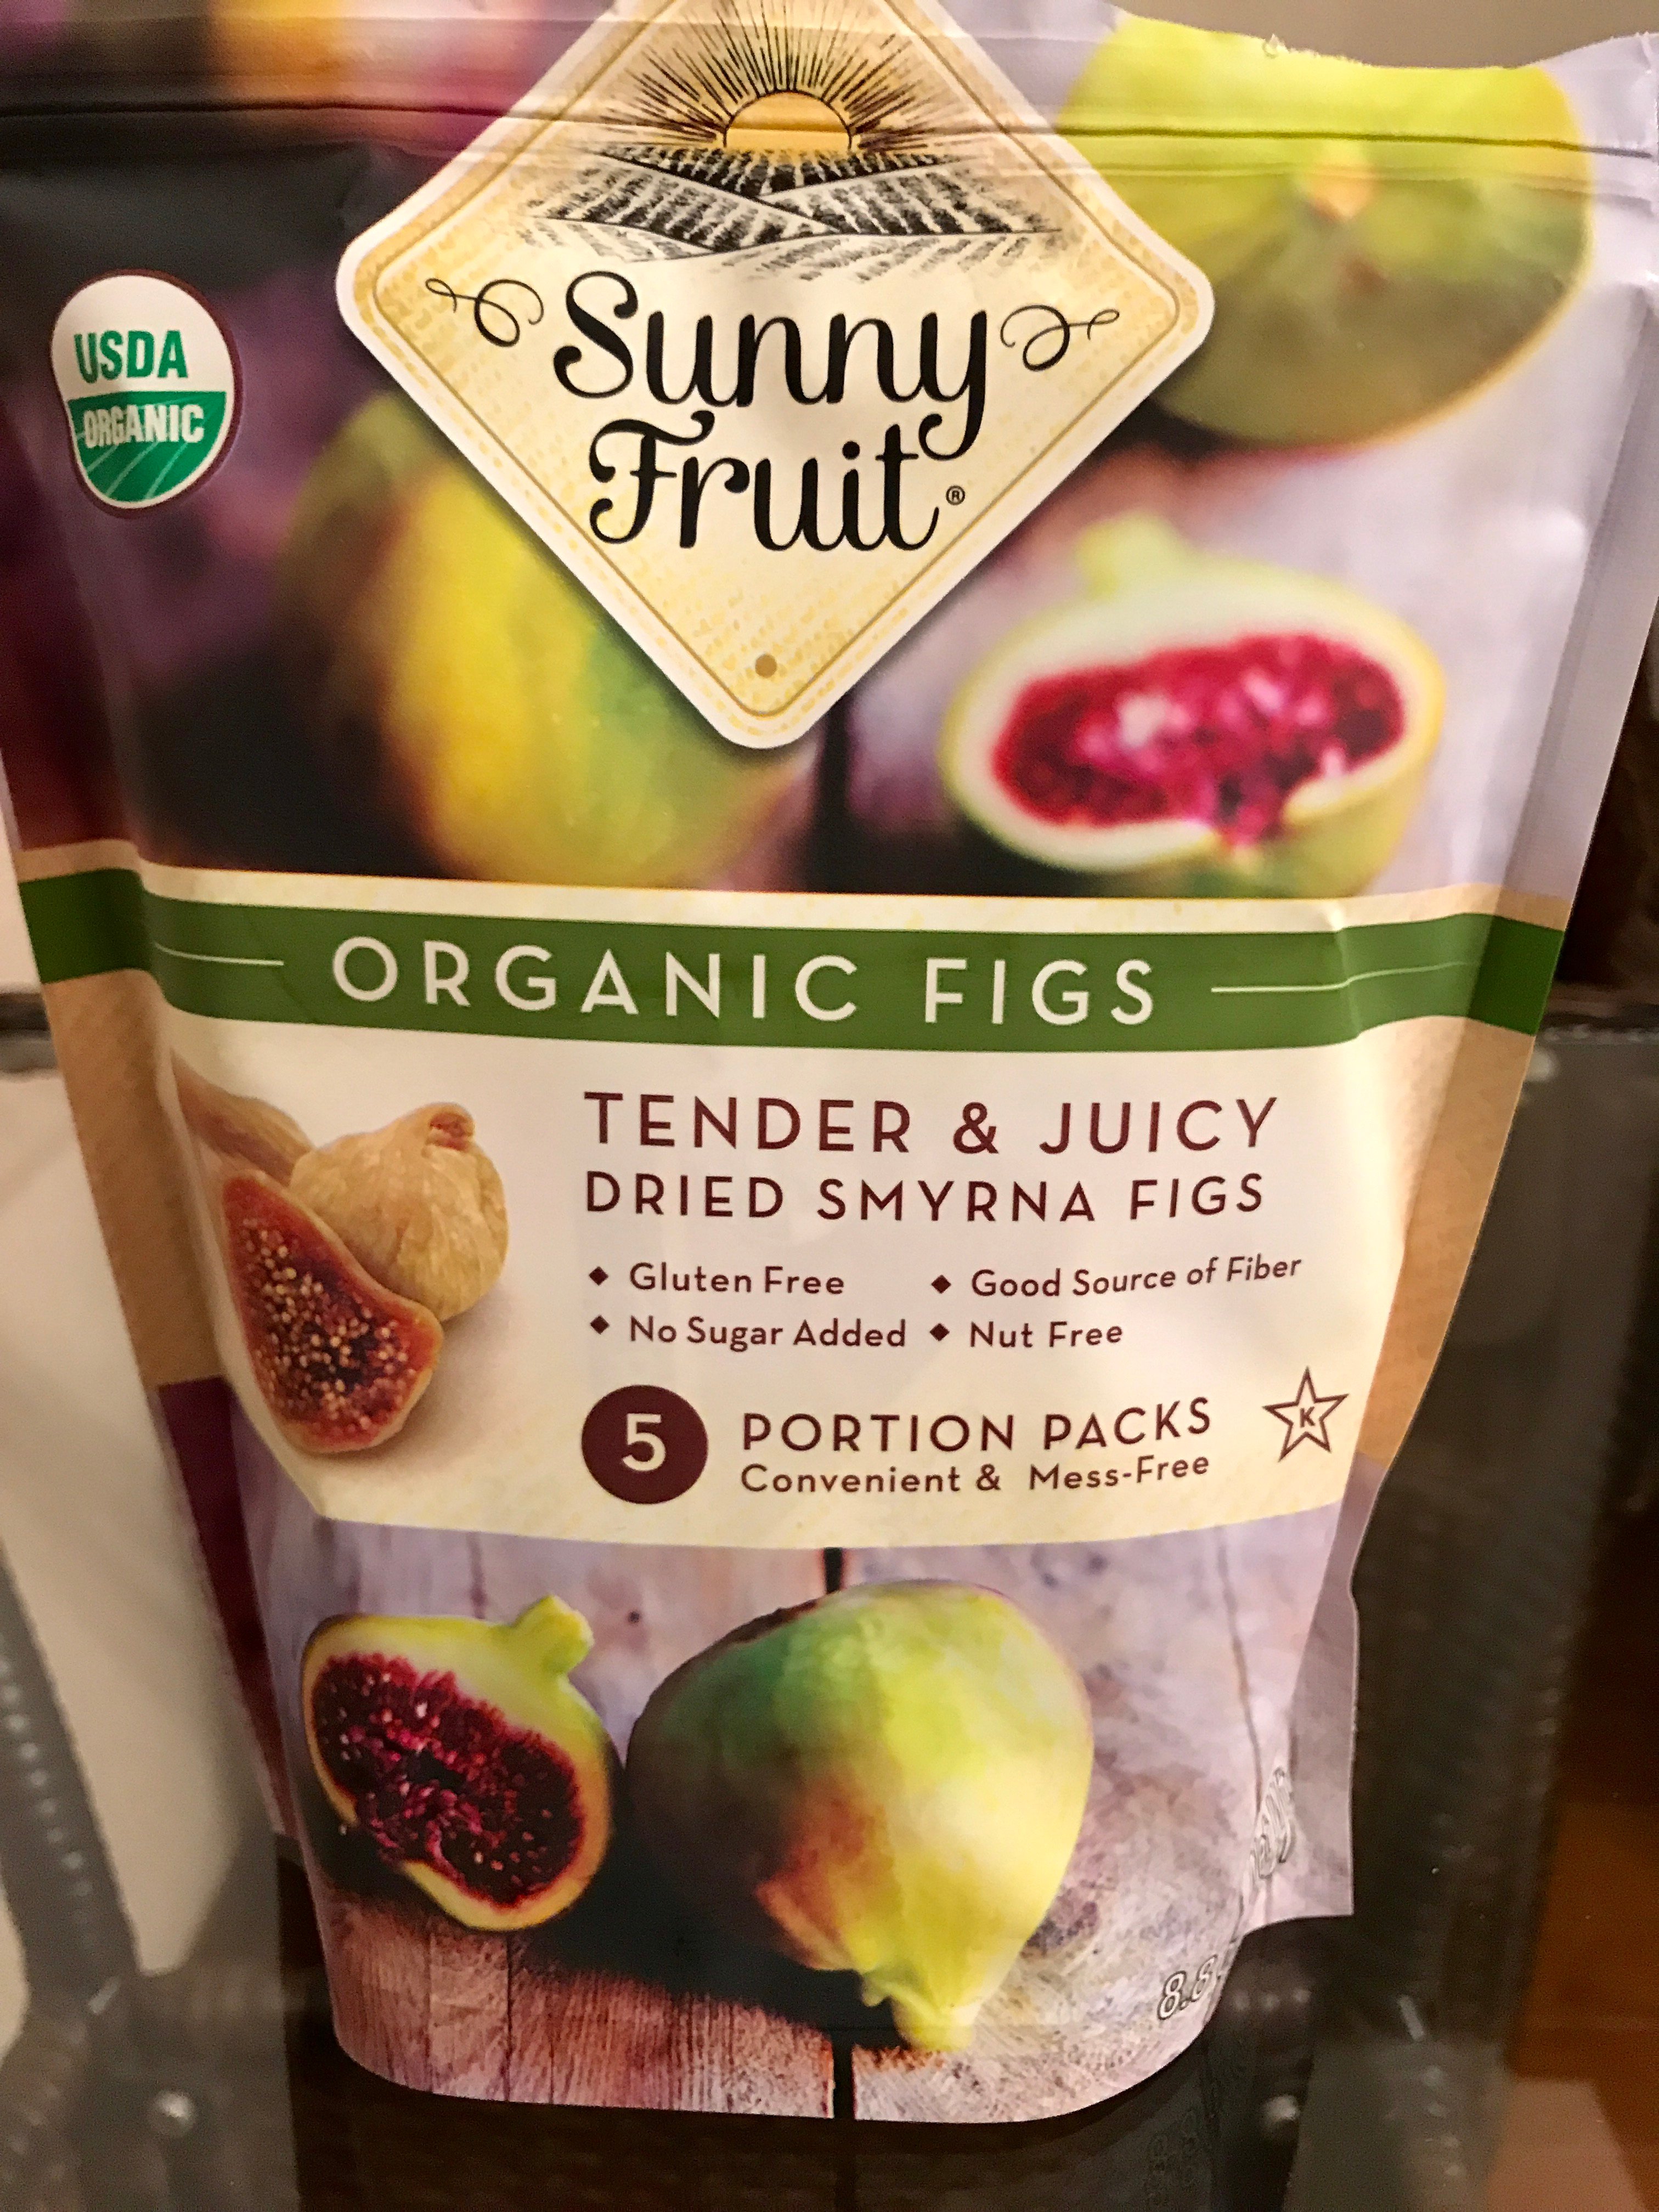 Sunny
Fruit®
USDA
ORGANIC
ORGANIC FIGS
TENDER & JUICY
DRIED SMYRNA FIGS
◆ Gluten Free ◆ Good Source of Fiber
◆ No Sugar Added ◆ Nut Free
5 PORTION PACKS K
Convenient & Mess-Free